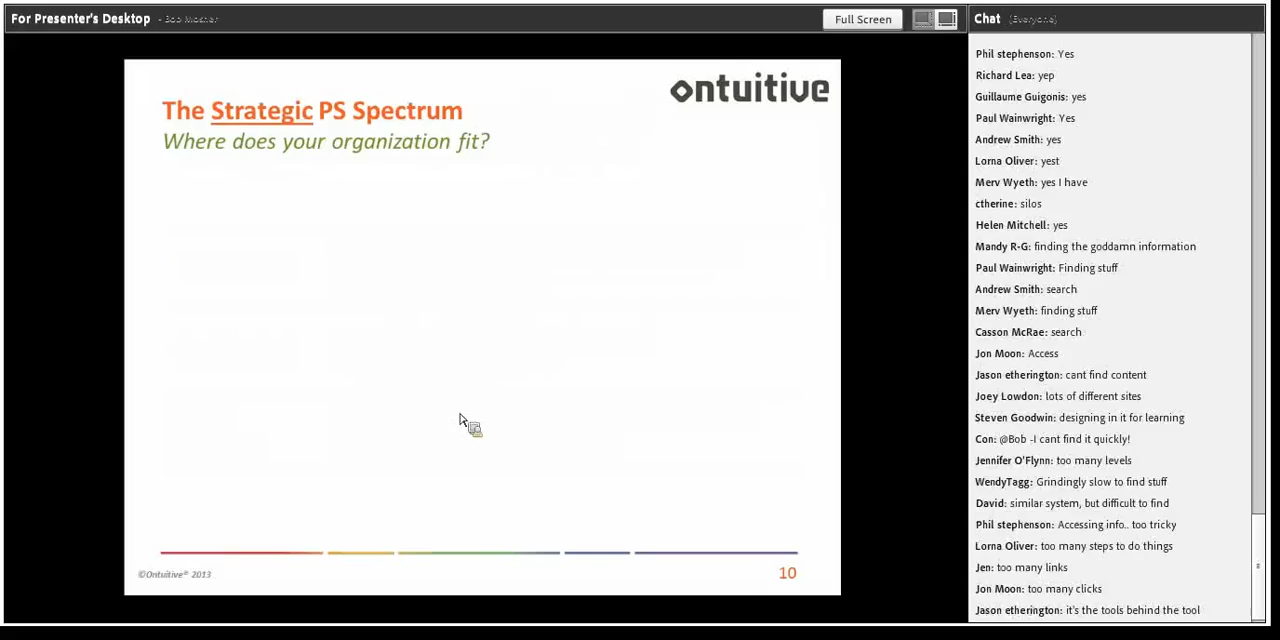 For Presenter's Desktop - Bob Mosher
Full Screen
Chat (Everyone)
ontuitive
The Strategic PS Spectrum
Where does your organization fit?
©Ontuitive® 2013
10
Phil stephenson: Yes
Richard Lea: yep
Guillaume Guigonis: yes
Paul Wainwright: Yes
Andrew Smith: yes
Lorna Oliver: yest
Merv Wyeth: yes I have
ctherine: silos
Helen Mitchell: yes
Mandy R-G: finding the goddamn information
Paul Wainwright: Finding stuff
Andrew Smith: search
Merv Wyeth: finding stuff
Casson McRae: search
Jon Moon: Access
Jason etherington: cant find content
Joey Lowdon: lots of different sites
Steven Goodwin: designing in it for learning
Con: @Bob -I cant find it quickly!
Jennifer O'Flynn: too many levels
WendyTagg: Grindingly slow to find stuff
David: similar system, but difficult to find
Phil stephenson: Accessing info.. too tricky
Lorna Oliver: too many steps to do things
Jen: too many links
Jon Moon: too many clicks
Jason etherington: it's the tools behind the tool